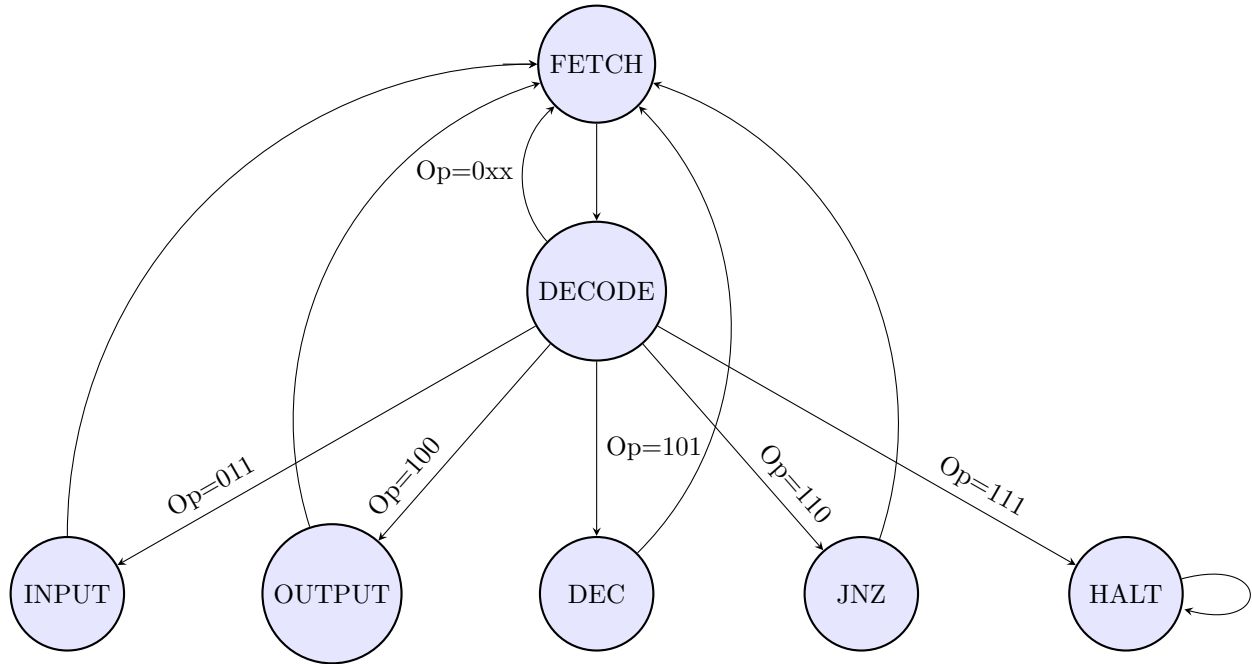 FETCH
Op=0xx
DECODE
Op=011
Op=100
Op=101
Op=110
Op=111
INPUT
OUTPUT
DEC
JNZ
HALT